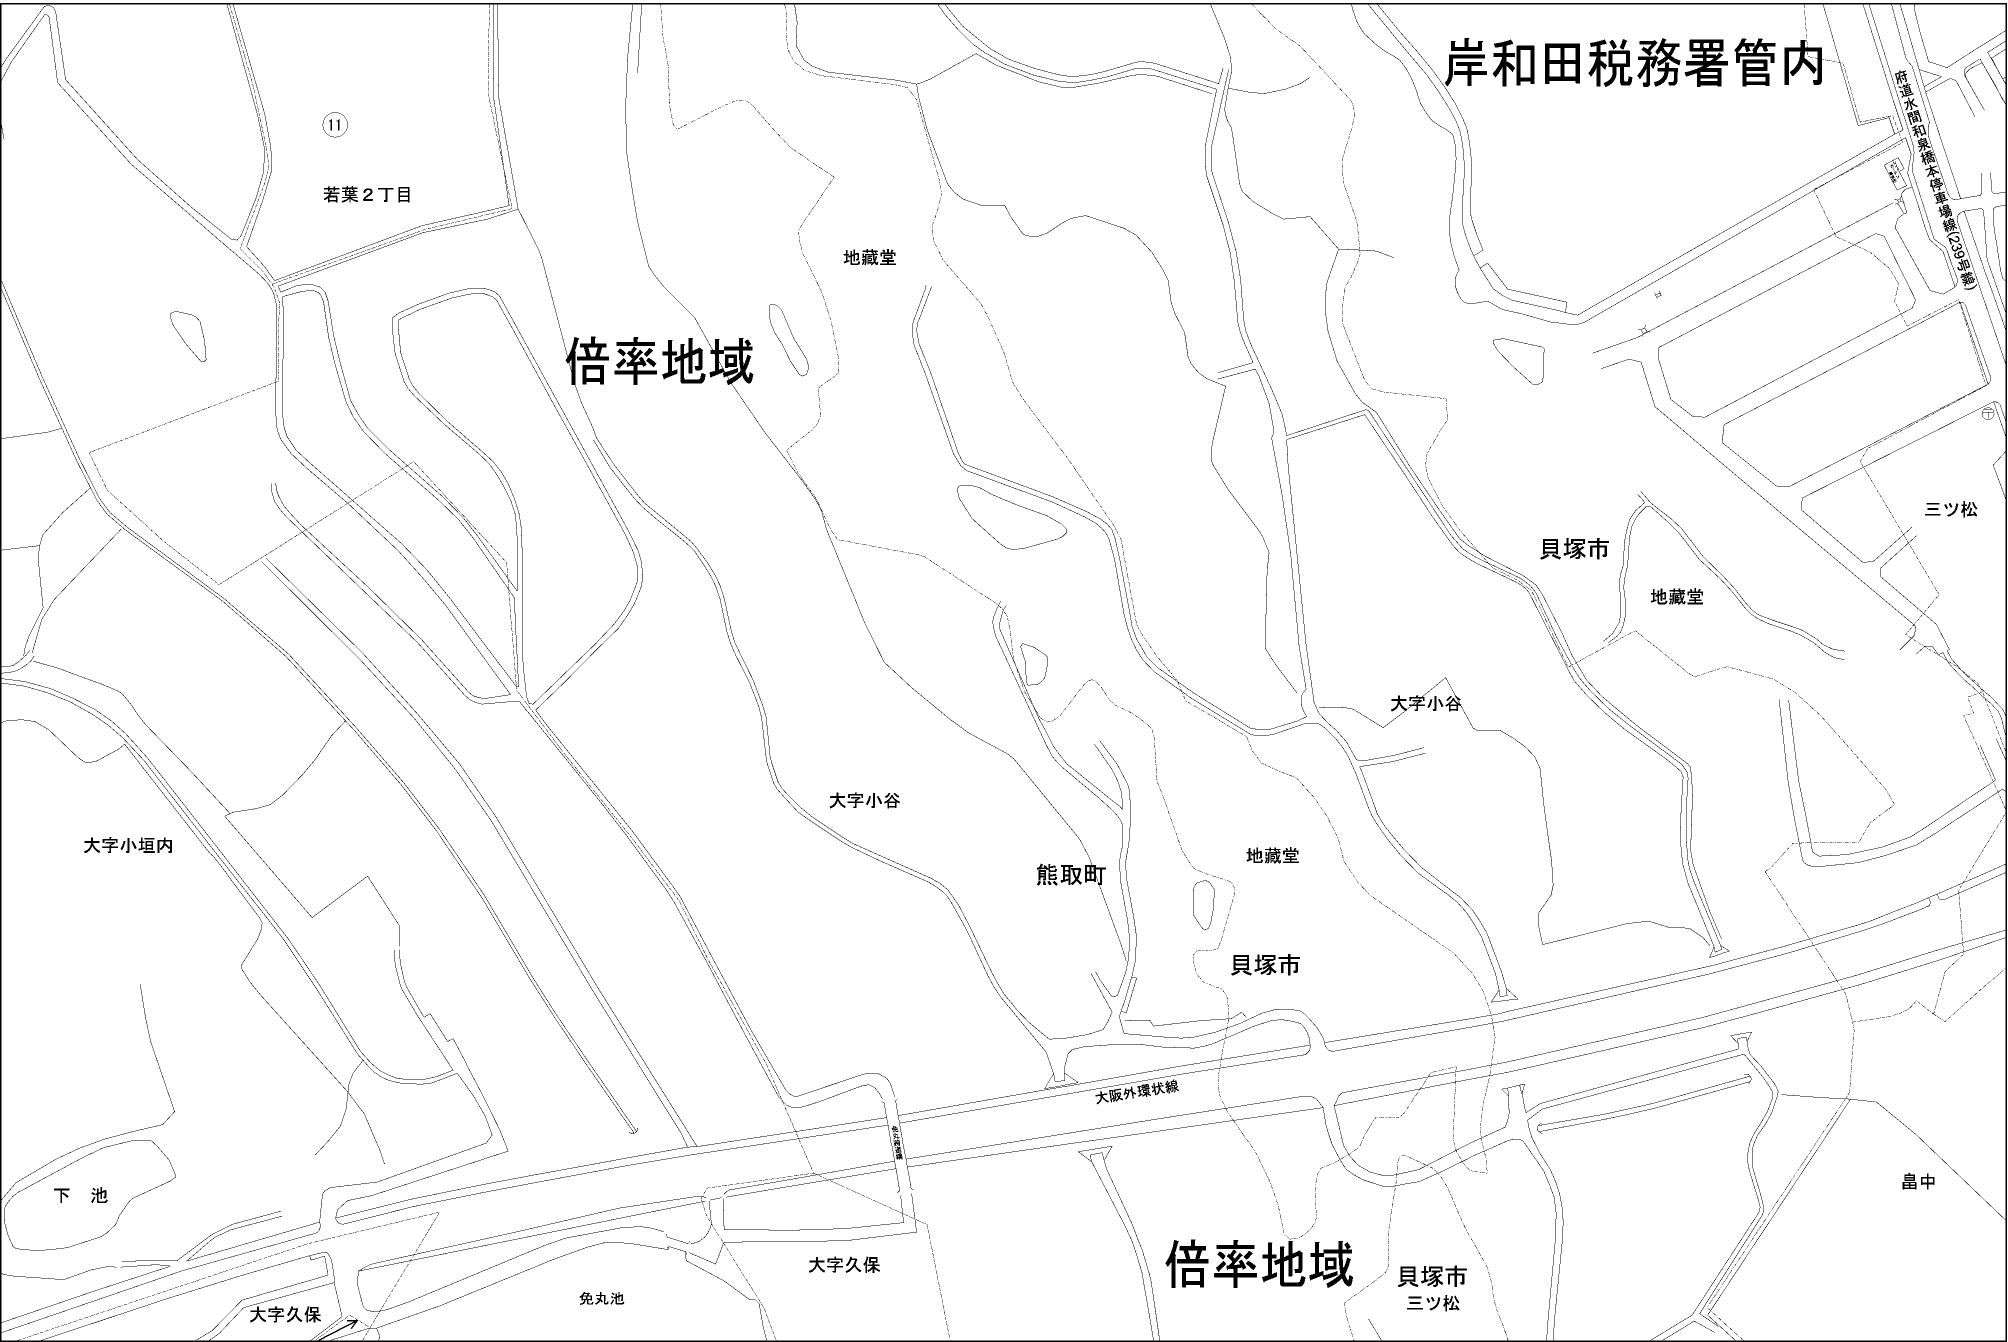 岸和田税務署管内
府道水間和泉橋本停車場線(239号線)
11
若葉2丁目
地藏堂
倍率地域
三ツ松
貝塚市
地藏堂
大字小谷
大字小谷
大字小垣内
熊取町
地藏堂
貝塚市
大阪外環状線
下 池
畠中
倍率地域
大字久保
貝塚市
三ツ松
免丸池
大字久保